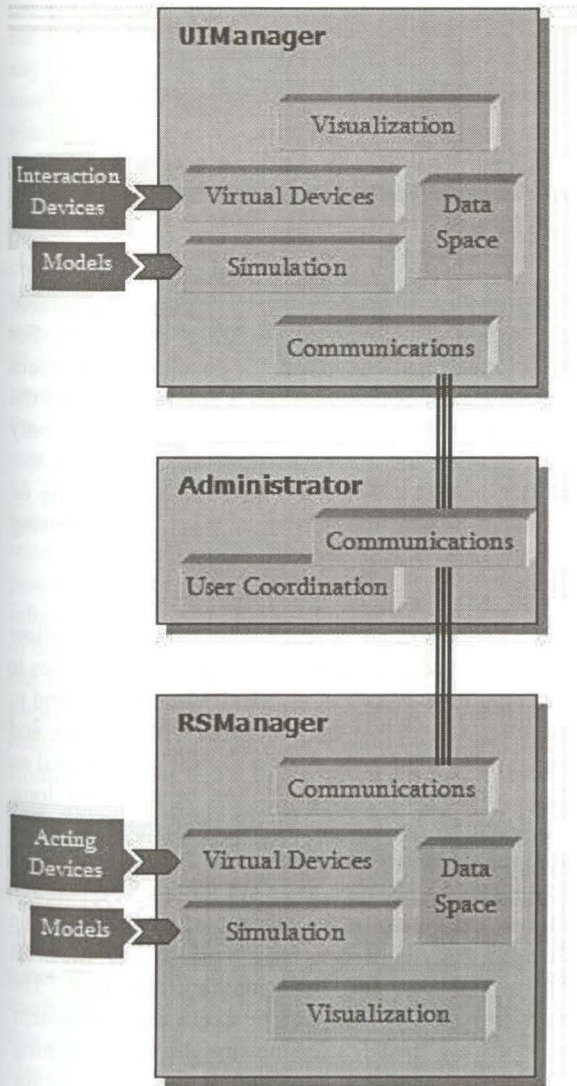 UIManager
Visualization
Interaction
Devices
Virtual Devices
Data
Space
Models
Simulation
Communications
Administrator
Communications
User Coordination
RSManager
Communications
Acting
Devices
Virtual Devices
Data
Space
Models
Simulation
Visualization